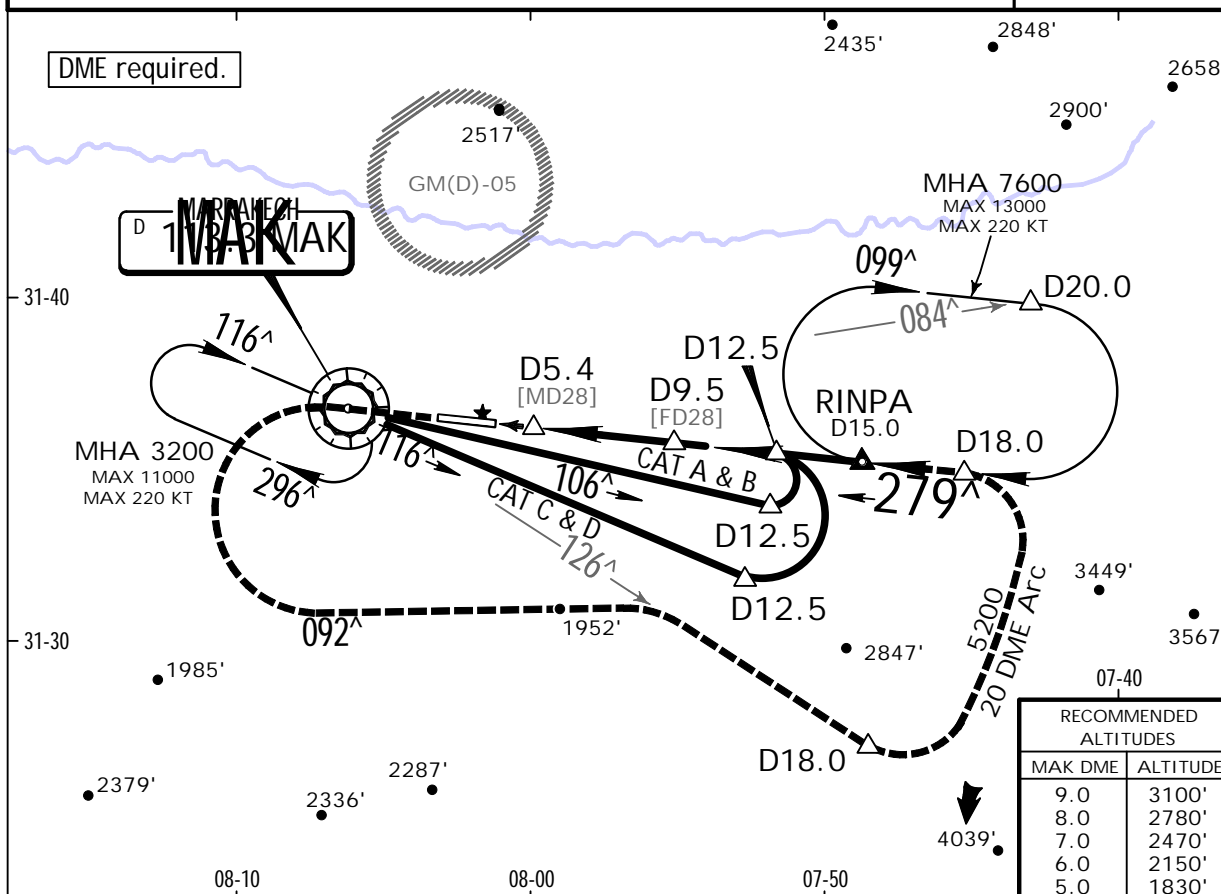 DME required.
2435'
2848'
2658
2900'
2517'
GM(D)-05
MHA 7600
MAX 13000
MAX 220 KT
MARRAKECH
D 113.3 MAK
MAK
099^
084^
D20.0
31-40
116^
D12.5
D5.4
[MD28]
D9.5
[FD28]
RINPA
D15.0
D18.0
MHA 3200
MAX 11000
MAX 220 KT
296^
116^
106^
CAT A & B
279^
CAT C & D
D12.5
126^
D12.5
3449'
5200
20 DME Arc
3567
31-30
092^
1952'
2847'
1985'
07-40
D18.0
2379'
2287'
2336'
4039'
RECOMMENDED
ALTITUDES
MAK DME ALTITUDE
9.0 3100'
8.0 2780'
7.0 2470'
6.0 2150'
5.0 1830'
08-10
08-00
07-50